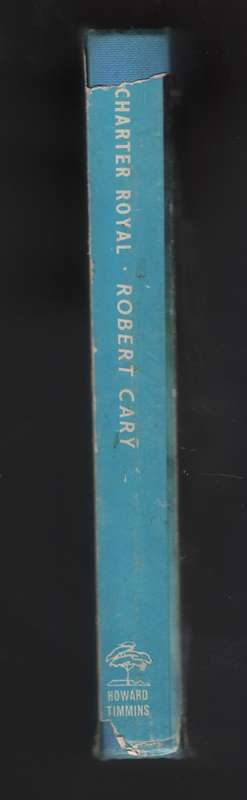 CHARTER ROYAL · ROBERT CARY
HOWARD
TIMMINS